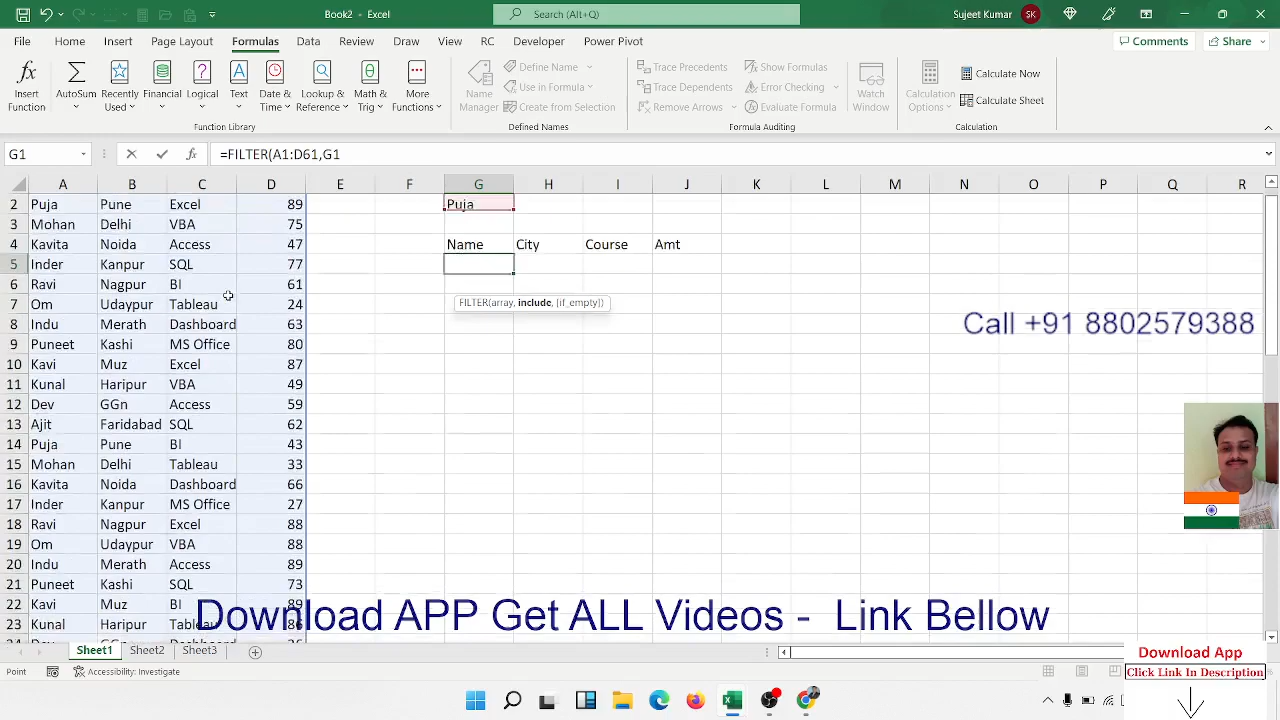 Book2 - Excel
Search (Alt+Q)
Sujeet Kumar SK
File Home Insert Page Layout Formulas Data Review View RC Developer Power Pivot Comments Share
Insert Function
AutoSum
Recently Used
Financial
Logical
Text
Date & Time
Lookup & Reference
Math & Trig
More Functions
Function Library
Name Manager
Define Name
Use in Formula
Create from Selection
Defined Names
Trace Precedents
Trace Dependents
Remove Arrows
Show Formulas
Error Checking
Evaluate Formula
Formula Auditing
Watch Window
Calculation Options
Calculate Now
Calculate Sheet
Calculation
G1 fx =FILTER(A1:D61,G1
A B C D E F G H I J K L M N O P Q R
2 Puja Pune Excel 89 Puja
3 Mohan Delhi VBA 75
4 Kavita Noida Access 47 Name City Course Amt
5 Inder Kanpur SQL 77
6 Ravi Nagpur BI 61
FILTER(array, include, [if_empty])
7 Om Udaypur Tableau 24
8 Indu Merath Dashboard 63
Call +91 8802579388
9 Puneet Kashi MS Office 80
10 Kavi Muz Excel 87
11 Kunal Haripur VBA 49
12 Dev GGn Access 59
13 Ajit Faridabad SQL 62
14 Puja Pune BI 43
15 Mohan Delhi Tableau 33
16 Kavita Noida Dashboard 66
17 Inder Kanpur MS Office 27
18 Ravi Nagpur Excel 88
19 Om Udaypur VBA 88
20 Indu Merath Access 89
21 Puneet Kashi SQL 73
22 Kavi Muz BI 89
23 Kunal Haripur
Download APP Get ALL Videos - Link Bellow
Sheet1 Sheet2 Sheet3
Download App
Click Link In Description
Point Accessibility: Investigate